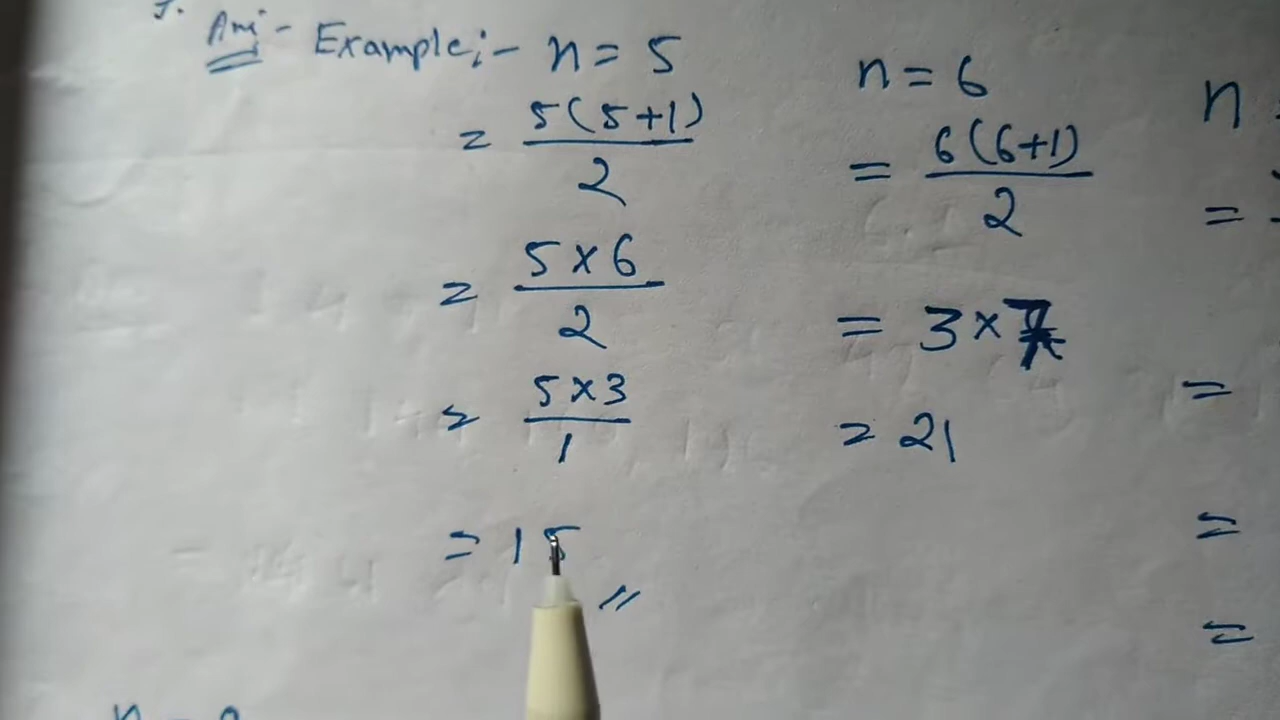 Ans - Example;- n = 5
= 5(5+1)
2
= 5 × 6
2
= 5 × 3
1
= 15 //
n = 6
= 6(6+1)
2
= 3 × 7
= 21
n
=
=
=
=